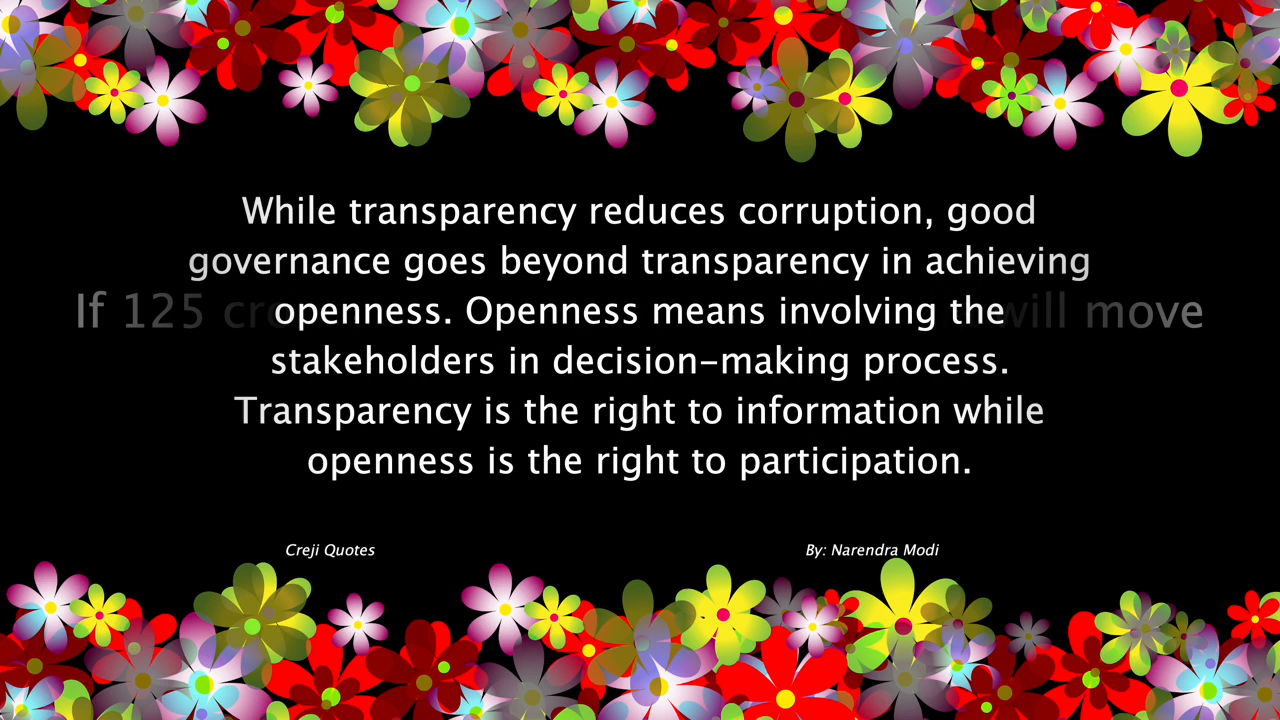 While transparency reduces corruption, good
governance goes beyond transparency in achieving
If 125
openness. Openness means involving the
will move
stakeholders in decision-making process.
Transparency is the right to information while
openness is the right to participation.
Creji Quotes
By: Narendra Modi